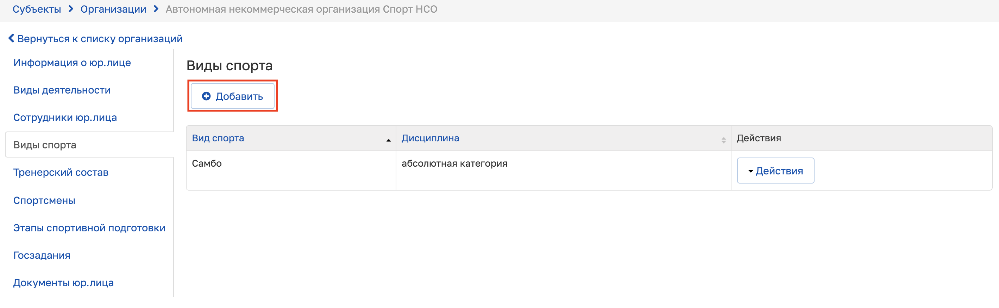 Субъекты > Организации > Автономная некоммерческая организация Спорт НСО
Вернуться к списку организаций
Информация о юр.лице
Виды деятельности
Сотрудники юр.лица
Виды спорта
Тренерский состав
Спортсмены
Этапы спортивной подготовки
Госзадания
Документы юр.лица
Виды спорта
Добавить
Вид спорта Дисциплина Действия
Самбо абсолютная категория Действия